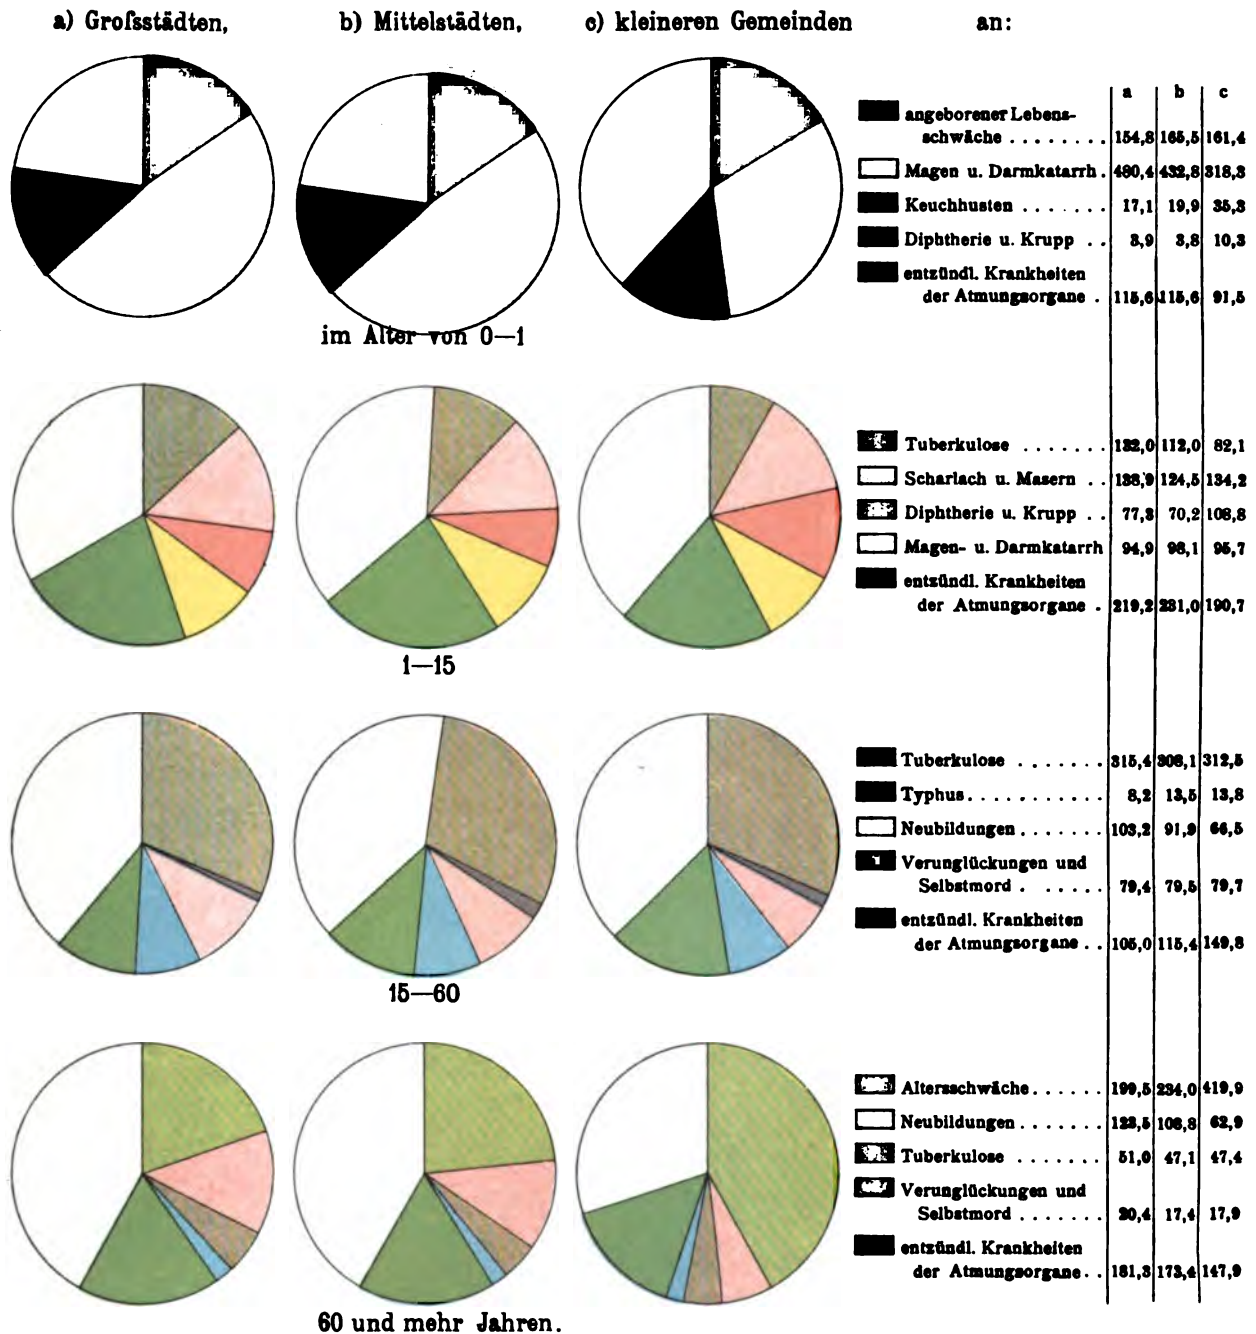 a) Großstädten, b) Mittelstädten, c) kleineren Gemeinden an:
a b c
angeborener Lebens-
schwäche . . . . . . . . 154,8 165,5 161,4
Magen u. Darmkatarrh . 480,4 432,8 318,3
Keuchhusten . . . . . . . 17,1 19,9 35,3
Diphtherie u. Krupp . . 3,9 3,8 10,3
entzündl. Krankheiten
der Atmungsorgane . 115,6 115,6 91,5
im Alter von 0—1
Tuberkulose . . . . . . . 132,0 112,0 82,1
Scharlach u. Masern . . 138,9 124,5 134,2
Diphtherie u. Krupp . . 77,3 70,2 108,8
Magen- u. Darmkatarrh 94,9 98,1 95,7
entzündl. Krankheiten
der Atmungsorgane . 219,2 231,0 190,7
1—15
Tuberkulose . . . . . . . 315,4 308,1 312,5
Typhus . . . . . . . . . . 8,2 13,5 13,8
Neubildungen . . . . . . . 103,2 91,9 66,5
Verunglückungen und
Selbstmord . . . . . . . 79,4 79,5 79,7
entzündl. Krankheiten
der Atmungsorgane . . 105,0 115,4 149,8
15—60
Altersschwäche . . . . . . 199,5 234,0 419,9
Neubildungen . . . . . . . 123,5 108,8 62,9
Tuberkulose . . . . . . . 51,0 47,1 47,4
Verunglückungen und
Selbstmord . . . . . . . 20,4 17,4 17,9
entzündl. Krankheiten
der Atmungsorgane . . 181,3 173,4 147,9
60 und mehr Jahren.